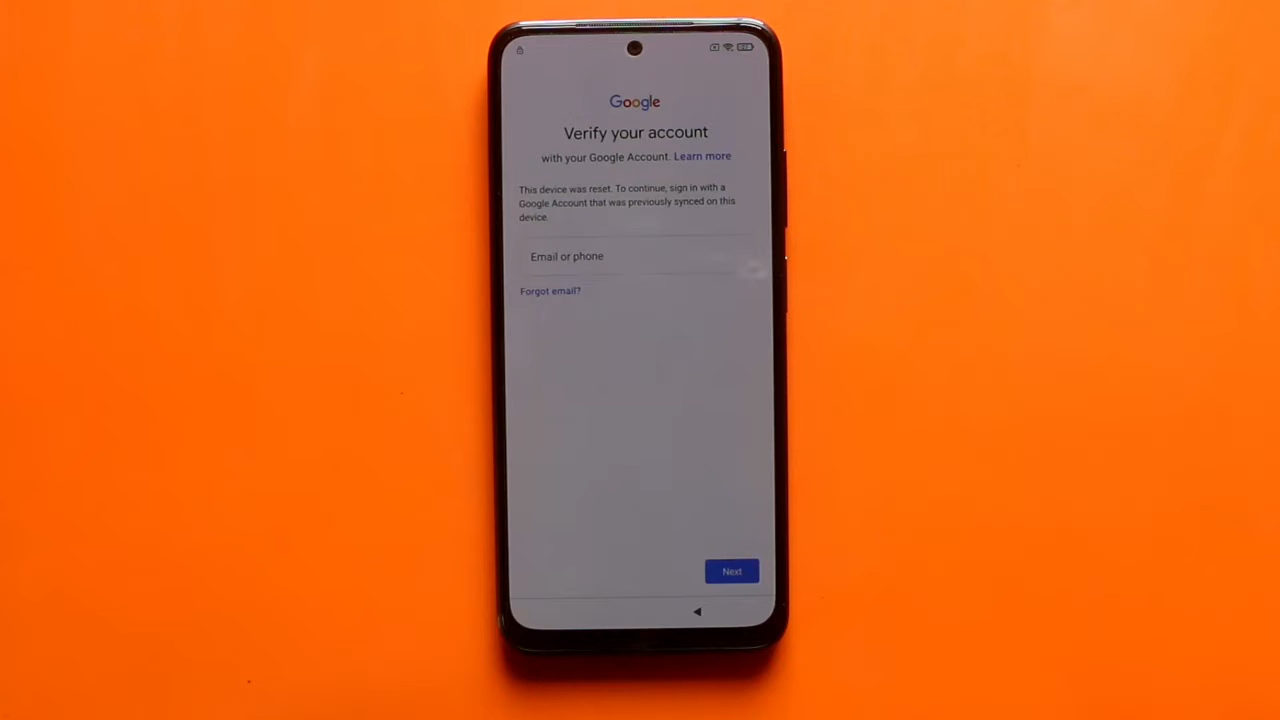 Google
Verify your account
with your Google Account. Learn more
This device was reset. To continue, sign in with a
Google Account that was previously synced on this
device.
Email or phone
Forgot email?
Next